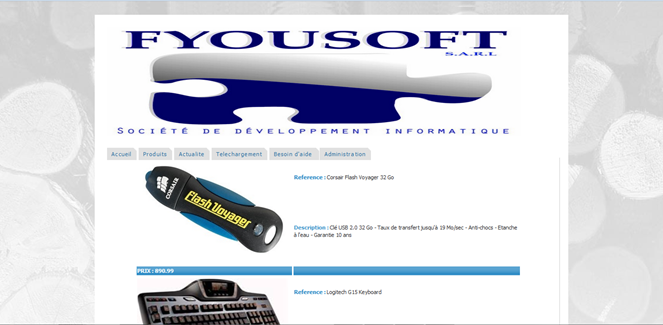 FYOUSOFT
S.A.R.L
SOCIÉTÉ DE DÉVELOPPEMENT INFORMATIQUE
Accueil Produits Actualite Telechargement Besoin d'aide Administration
CORSAIR
Flash Voyager
Reference : Corsair Flash Voyager 32 Go
Description : Clé USB 2.0 32 Go - Taux de transfert jusqu'à 19 Mo/sec - Anti-chocs - Etanche
à l'eau - Garantie 10 ans
PRIX : 890.99
Reference : Logitech G15 Keyboard